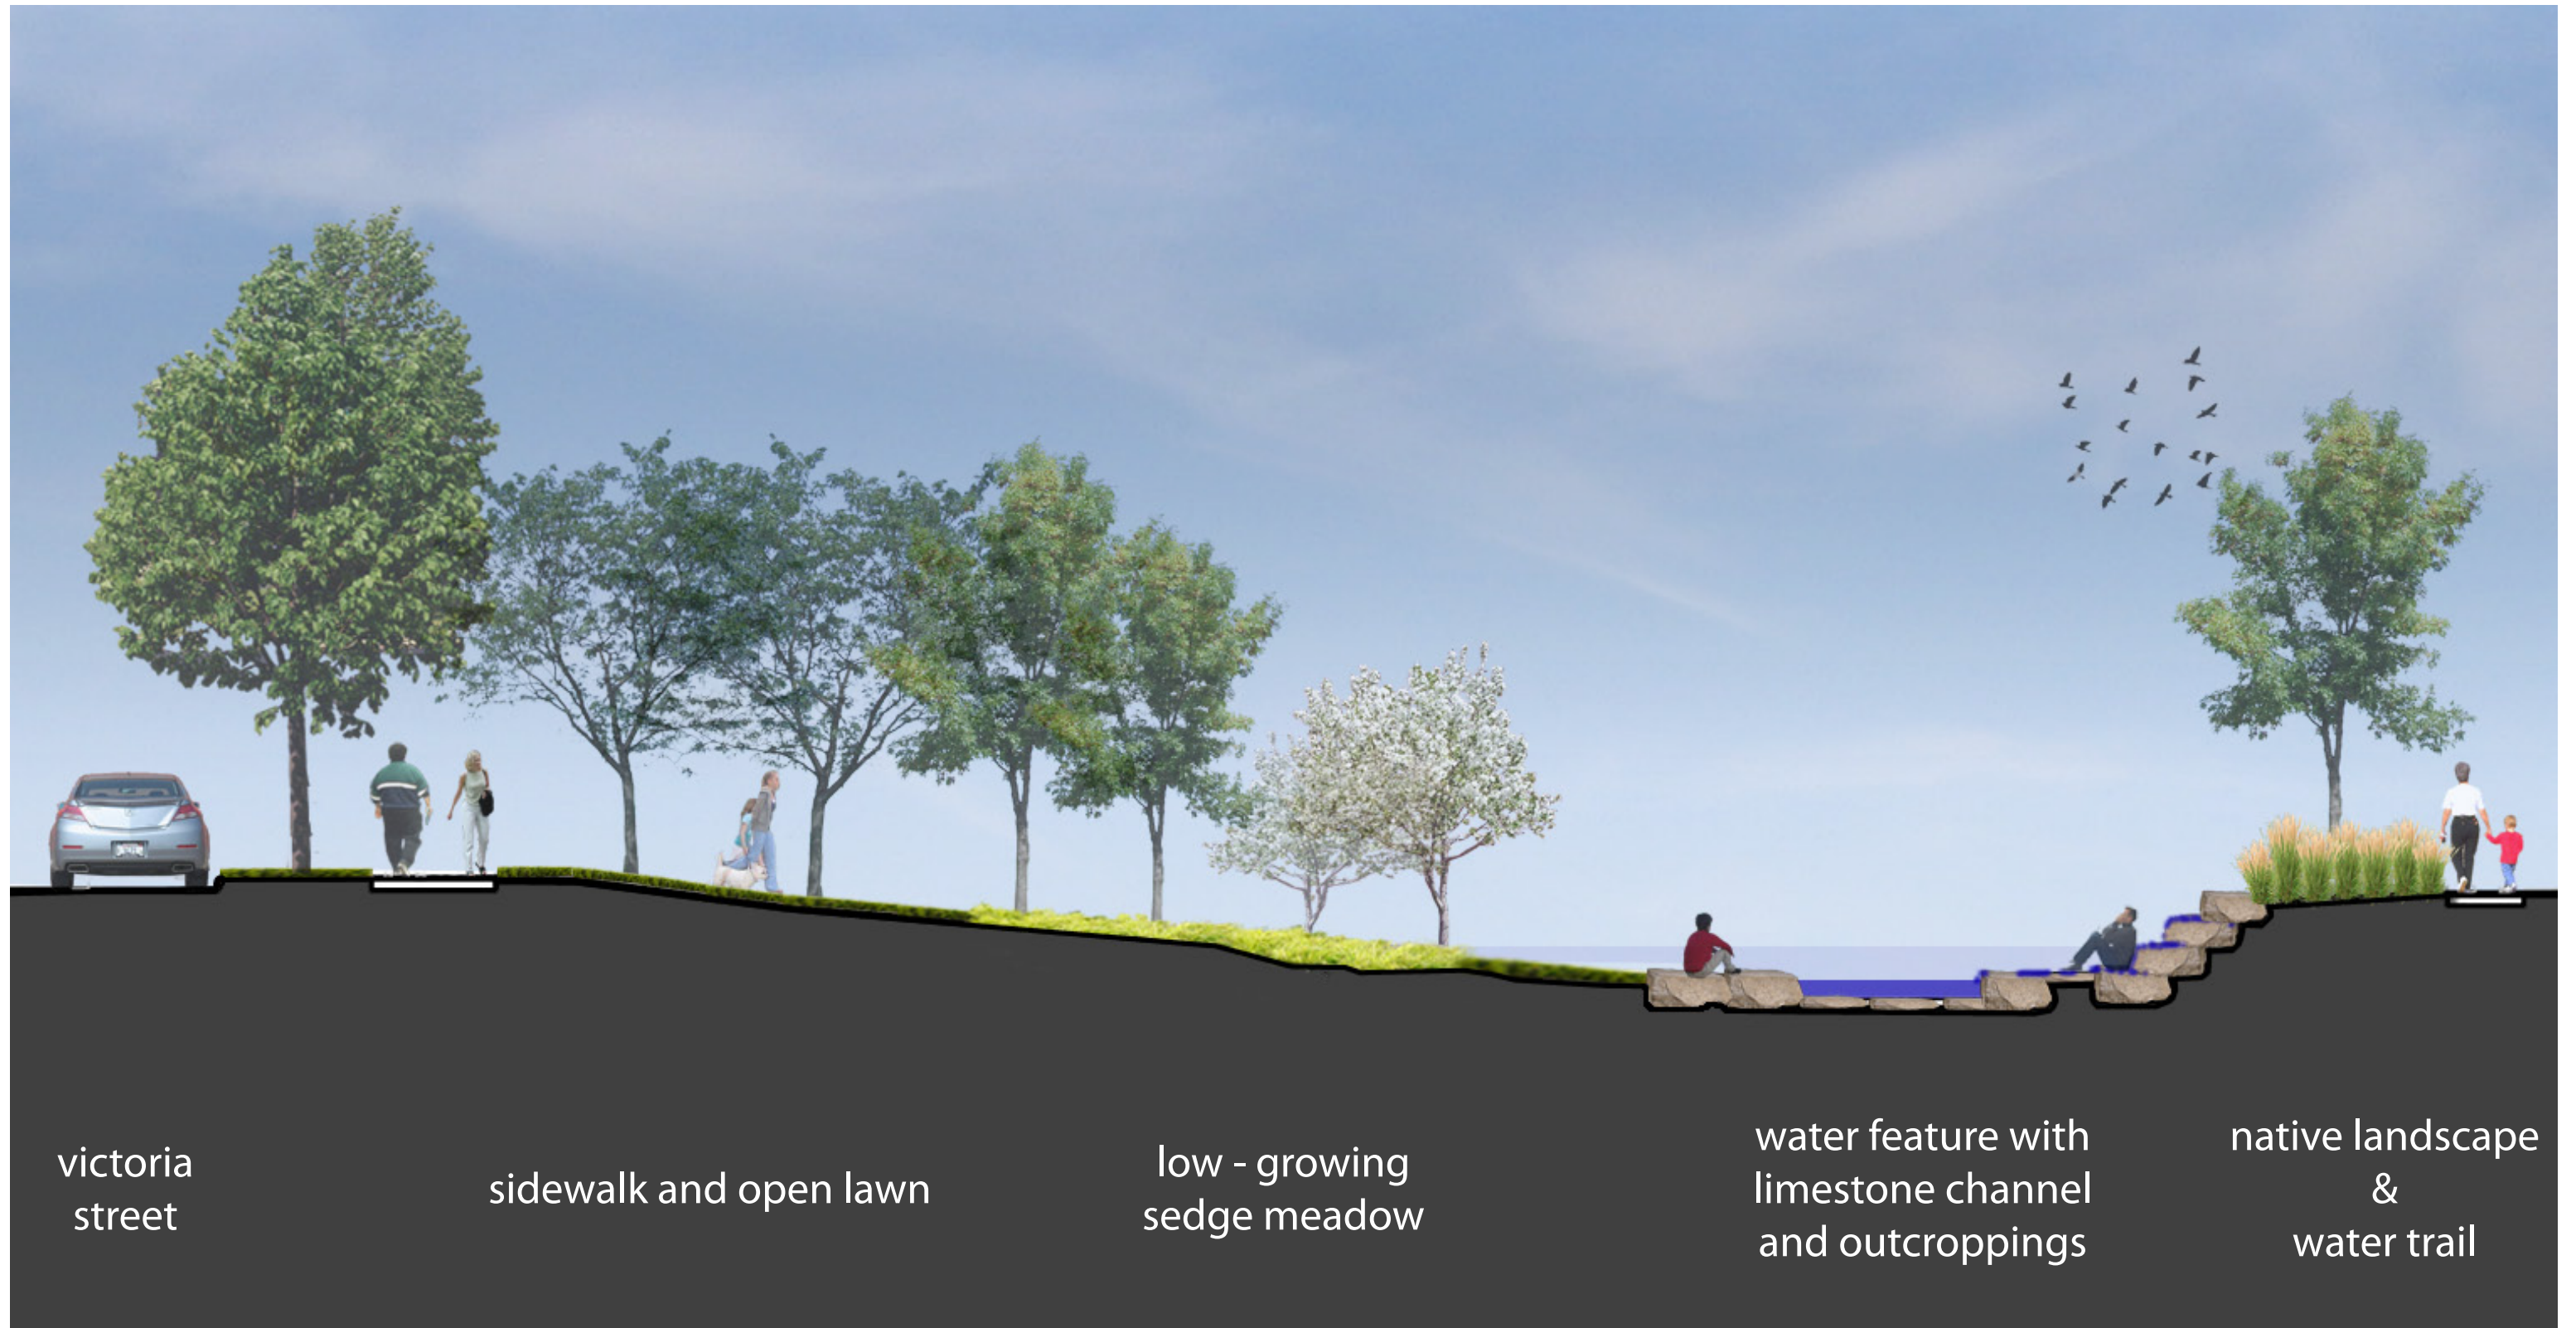 victoria
street
sidewalk and open lawn
low - growing
sedge meadow
water feature with
limestone channel
and outcroppings
native landscape
&
water trail